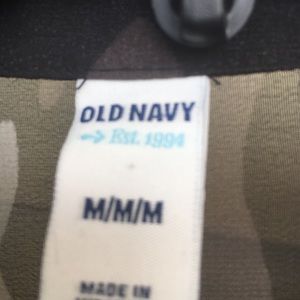 OLD NAVY
Est. 1994
M/M/M
MADE IN